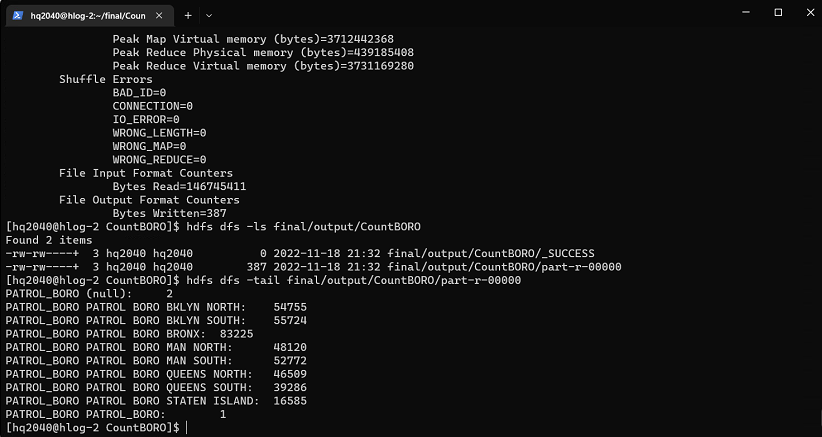 hq2040@hlog-2:~/final/Coun
Peak Map Virtual memory (bytes)=3712442368
Peak Reduce Physical memory (bytes)=439185408
Peak Reduce Virtual memory (bytes)=3731169280
Shuffle Errors
BAD_ID=0
CONNECTION=0
IO_ERROR=0
WRONG_LENGTH=0
WRONG_MAP=0
WRONG_REDUCE=0
File Input Format Counters
Bytes Read=146745411
File Output Format Counters
Bytes Written=387
[hq2040@hlog-2 CountBORO]$ hdfs dfs -ls final/output/CountBORO
Found 2 items
-rw-rw----+  3 hq2040 hq2040          0 2022-11-18 21:32 final/output/CountBORO/_SUCCESS
-rw-rw----+  3 hq2040 hq2040        387 2022-11-18 21:32 final/output/CountBORO/part-r-00000
[hq2040@hlog-2 CountBORO]$ hdfs dfs -tail final/output/CountBORO/part-r-00000
PATROL_BORO (null):     2
PATROL_BORO PATROL BORO BKLYN NORTH:    54755
PATROL_BORO PATROL BORO BKLYN SOUTH:    55724
PATROL_BORO PATROL BORO BRONX:  83225
PATROL_BORO PATROL BORO MAN NORTH:      48120
PATROL_BORO PATROL BORO MAN SOUTH:      52772
PATROL_BORO PATROL BORO QUEENS NORTH:   46509
PATROL_BORO PATROL BORO QUEENS SOUTH:   39286
PATROL_BORO PATROL BORO STATEN ISLAND:  16585
PATROL_BORO PATROL_BORO:        1
[hq2040@hlog-2 CountBORO]$